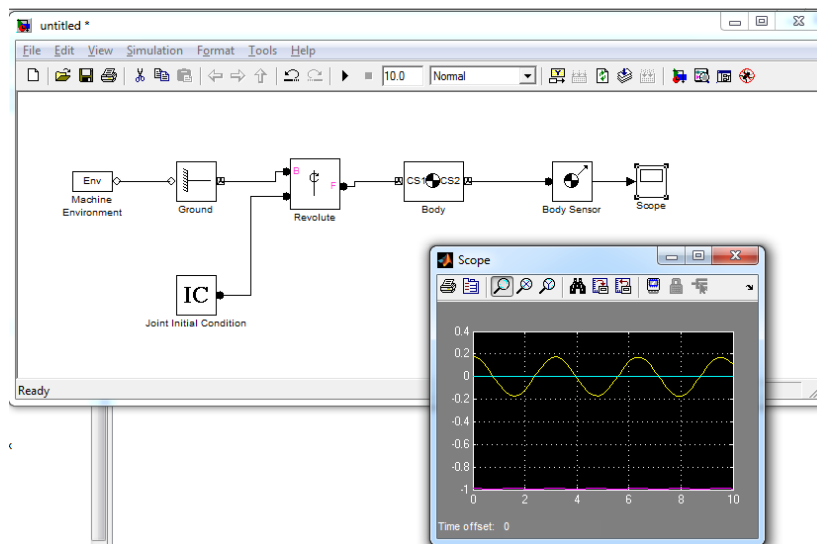 untitled *
File Edit View Simulation Format Tools Help
10.0 Normal
Env
Machine
Environment
Ground
B
F
Revolute
CS1 CS2
Body
Body Sensor
Scope
IC
Joint Initial Condition
Ready
Scope
0.4
0.2
0
-0.2
-0.4
-0.6
-0.8
-1
0 2 4 6 8 10
Time offset: 0